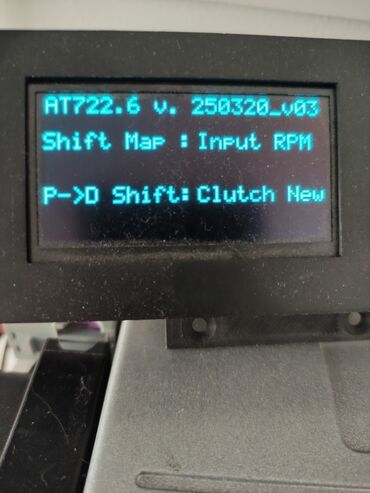 AT722.6 v. 250320_v03
Shift Map : Input RPM
P->D Shift: Clutch New